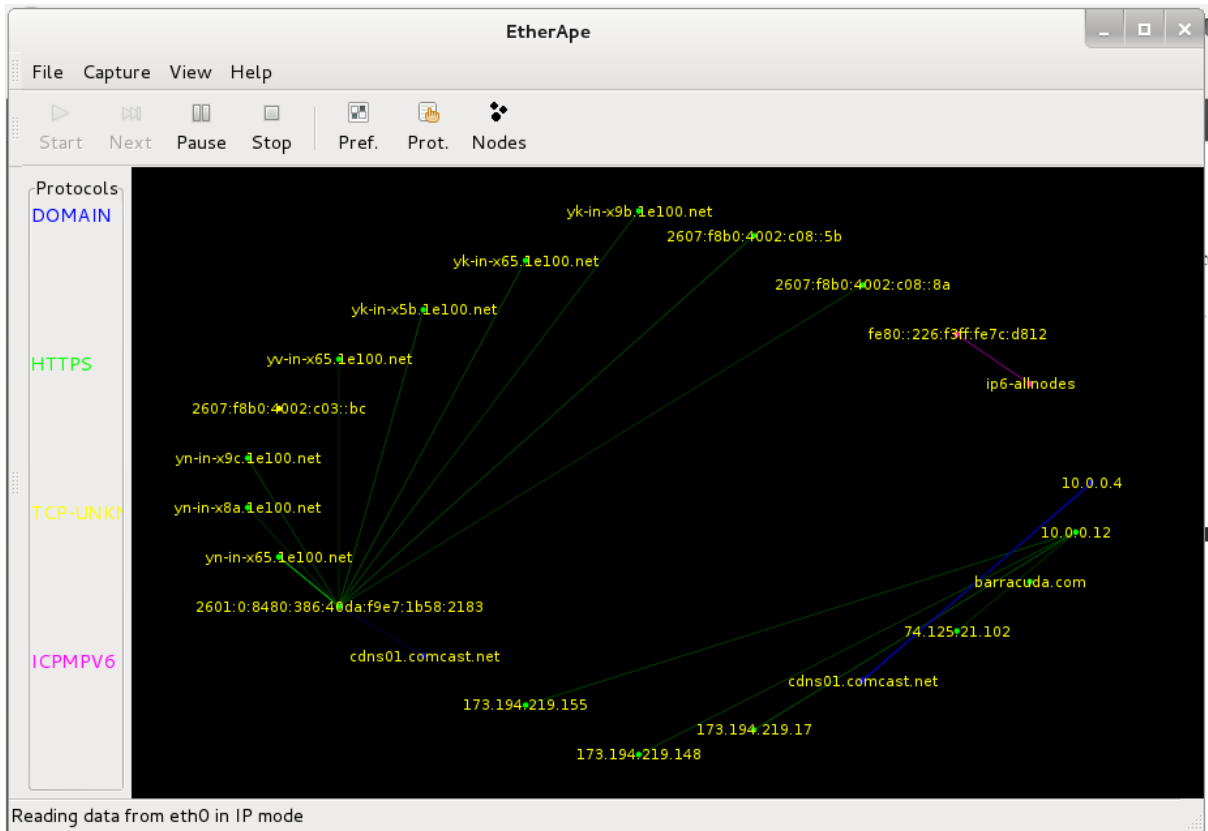 EtherApe
File Capture View Help
Start Next Pause Stop Pref. Prot. Nodes
Protocols
DOMAIN
HTTPS
TCP-UNKN
ICPMPV6
yk-in-x9b.1e100.net
2607:f8b0:4002:c08::5b
yk-in-x65.1e100.net
2607:f8b0:4002:c08::8a
yk-in-x5b.1e100.net
fe80::226:f3ff:fe7c:d812
yv-in-x65.1e100.net
ip6-allnodes
2607:f8b0:4002:c03::bc
yn-in-x9c.1e100.net
10.0.0.4
yn-in-x8a.1e100.net
10.0.0.12
yn-in-x65.1e100.net
barracuda.com
2601:0:8480:386:40da:f9e7:1b58:2183
74.125.21.102
cdns01.comcast.net
cdns01.comcast.net
173.194.219.155
173.194.219.17
173.194.219.148
Reading data from eth0 in IP mode